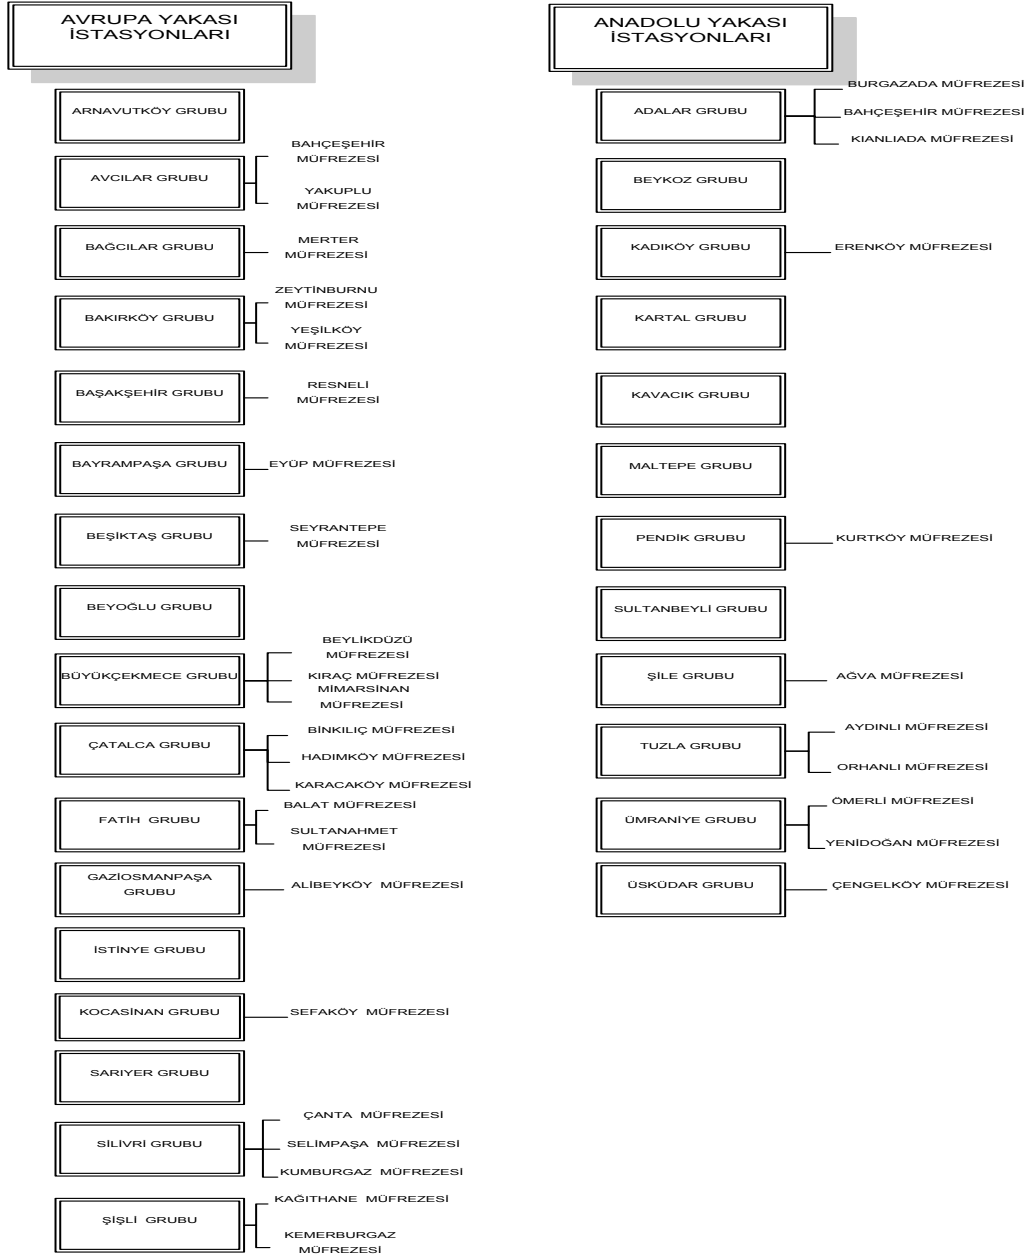 AVRUPA YAKASI
İSTASYONLARI
ARNAVUTKÖY GRUBU
AVCILAR GRUBU
BAHÇEŞEHİR
MÜFREZESİ
YAKUPLU
MÜFREZESİ
BAĞCILAR GRUBU
MERTER
MÜFREZESİ
BAKIRKÖY GRUBU
ZEYTİNBURNU
MÜFREZESİ
YEŞİLKÖY
MÜFREZESİ
BAŞAKŞEHİR GRUBU
RESNELİ
MÜFREZESİ
BAYRAMPAŞA GRUBU
EYÜP MÜFREZESİ
BEŞİKTAŞ GRUBU
SEYRANTEPE
MÜFREZESİ
BEYOĞLU GRUBU
BÜYÜKÇEKMECE GRUBU
BEYLİKDÜZÜ
MÜFREZESİ
KIRAÇ MÜFREZESİ
MİMARSİNAN
MÜFREZESİ
ÇATALCA GRUBU
BİNKILIÇ MÜFREZESİ
HADIMKÖY MÜFREZESİ
KARACAKÖY MÜFREZESİ
FATİH GRUBU
BALAT MÜFREZESİ
SULTANAHMET
MÜFREZESİ
GAZİOSMANPAŞA
GRUBU
ALİBEYKÖY MÜFREZESİ
İSTİNYE GRUBU
KOCASİNAN GRUBU
SEFAKÖY MÜFREZESİ
SARIYER GRUBU
SİLİVRİ GRUBU
ÇANTA MÜFREZESİ
SELİMPAŞA MÜFREZESİ
KUMBURGAZ MÜFREZESİ
ŞİŞLİ GRUBU
KAĞITHANE MÜFREZESİ
KEMERBURGAZ
MÜFREZESİ
ANADOLU YAKASI
İSTASYONLARI
ADALAR GRUBU
BURGAZADA MÜFREZESİ
BAHÇEŞEHİR MÜFREZESİ
KIANLIADA MÜFREZESİ
BEYKOZ GRUBU
KADIKÖY GRUBU
ERENKÖY MÜFREZESİ
KARTAL GRUBU
KAVACIK GRUBU
MALTEPE GRUBU
PENDİK GRUBU
KURTKÖY MÜFREZESİ
SULTANBEYLİ GRUBU
ŞİLE GRUBU
AĞVA MÜFREZESİ
TUZLA GRUBU
AYDINLI MÜFREZESİ
ORHANLI MÜFREZESİ
ÜMRANİYE GRUBU
ÖMERLİ MÜFREZESİ
YENİDOĞAN MÜFREZESİ
ÜSKÜDAR GRUBU
ÇENGELKÖY MÜFREZESİ